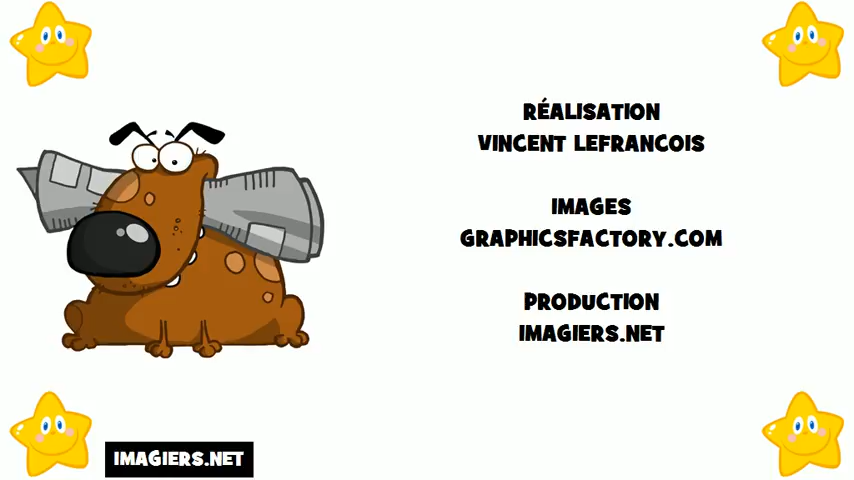 RÉALISATION
VINCENT LEFRANCOIS
IMAGES
GRAPHICSFACTORY.COM
PRODUCTION
IMAGIERS.NET
IMAGIERS.NET